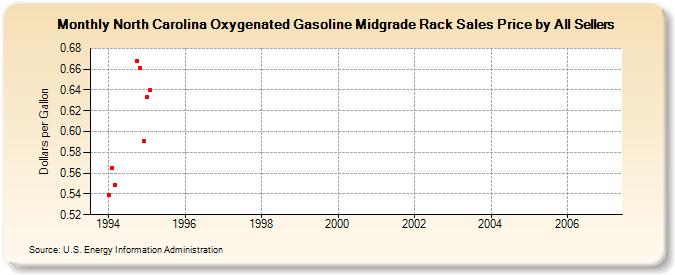 Monthly North Carolina Oxygenated Gasoline Midgrade Rack Sales Price by All Sellers
Dollars per Gallon
0.68
0.66
0.64
0.62
0.60
0.58
0.56
0.54
0.52
1994 1996 1998 2000 2002 2004 2006
Source: U.S. Energy Information Administration